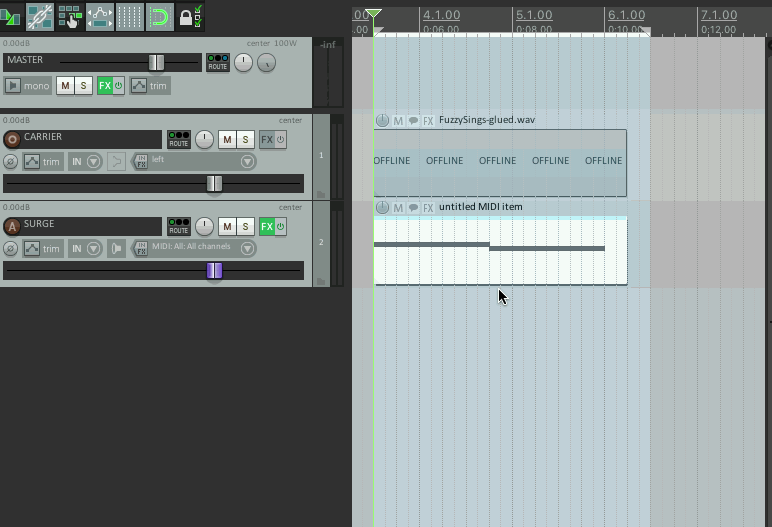 .00 4.1.00 5.1.00 6.1.00 7.1.00
.00 0:06.00 0:08.00 0:10.00 0:12.00
0.00dB center 100W -inf
MASTER
ROUTE
mono M S FX trim
0.00dB center
CARRIER ROUTE M S FX
trim IN FX left
1
0.00dB center
A SURGE ROUTE M S FX
trim IN FX MIDI: All: All channels
2
M FX FuzzySings-glued.wav
OFFLINE OFFLINE OFFLINE OFFLINE OFFLINE
M FX untitled MIDI item